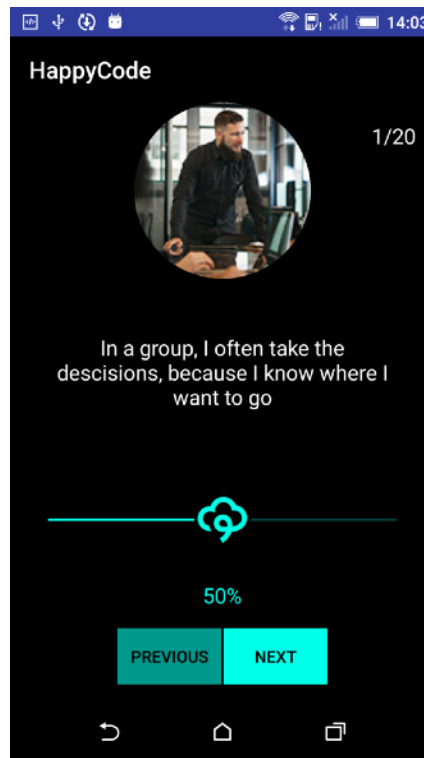 14:03
HappyCode
1/20
In a group, I often take the
descisions, because I know where I
want to go
50%
PREVIOUS NEXT